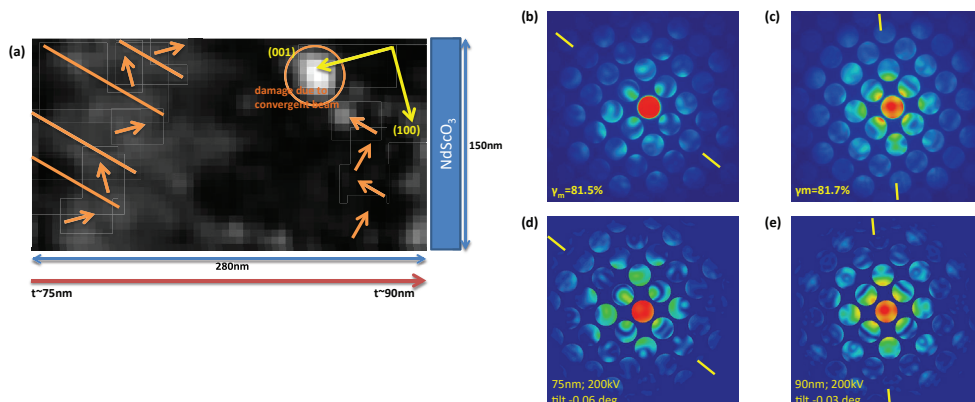 (a)
(001)
damage due to
convergent beam
(100)
NdScO₃
150nm
280nm
t~75nm
t~90nm
(b)
γₘ=81.5%
(c)
γm=81.7%
(d)
75nm; 200kV
tilt -0.06 deg
(e)
90nm; 200kV
tilt -0.03 deg